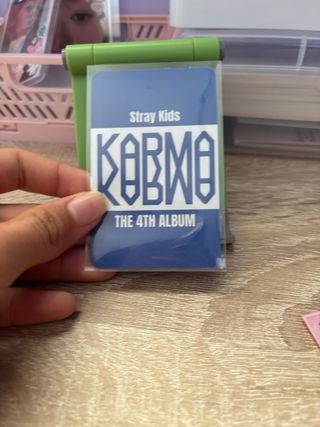 Stray Kids
KARMA
THE 4TH ALBUM